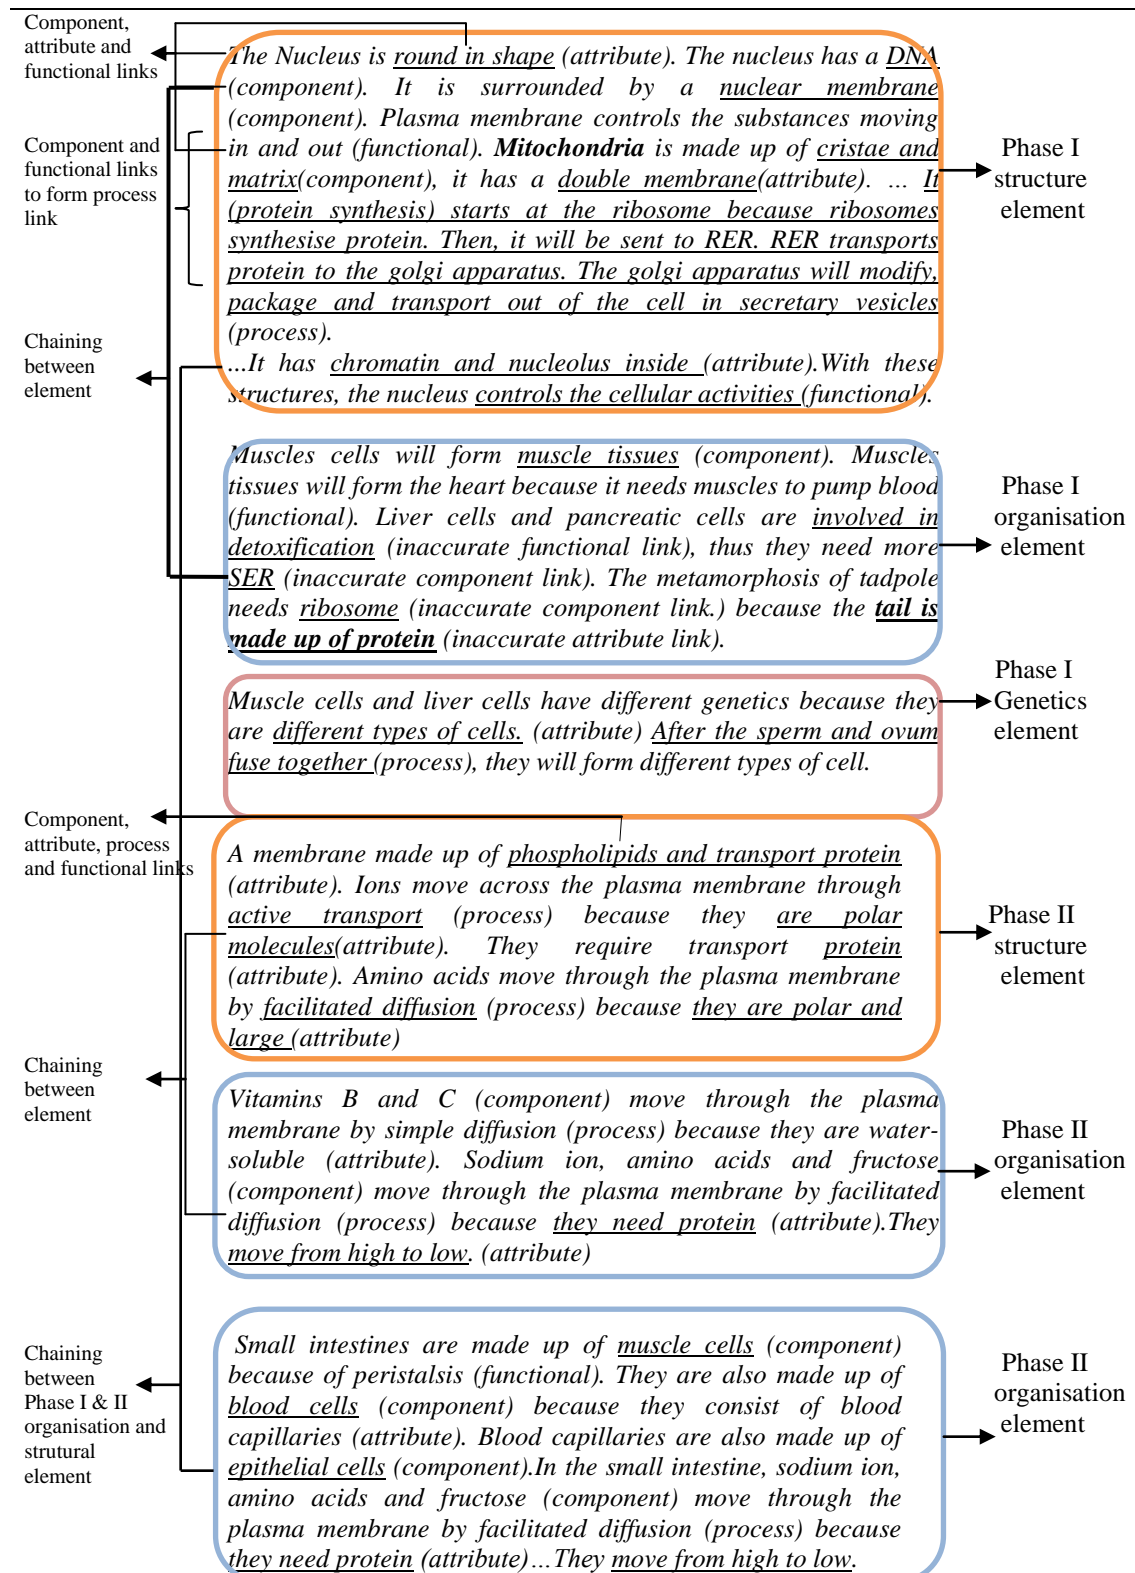 Component,
attribute and
functional links
The Nucleus is round in shape (attribute). The nucleus has a DNA
(component). It is surrounded by a nuclear membrane
(component). Plasma membrane controls the substances moving
in and out (functional). Mitochondria is made up of cristae and
matrix(component), it has a double membrane(attribute). ... It
(protein synthesis) starts at the ribosome because ribosomes
synthesise protein. Then, it will be sent to RER. RER transports
protein to the golgi apparatus. The golgi apparatus will modify,
package and transport out of the cell in secretary vesicles
(process).
...It has chromatin and nucleolus inside (attribute).With these
structures, the nucleus controls the cellular activities (functional).
Component and
functional links
to form process
link
Phase I
structure
element
Chaining
between
element
Muscles cells will form muscle tissues (component). Muscles
tissues will form the heart because it needs muscles to pump blood
(functional). Liver cells and pancreatic cells are involved in
detoxification (inaccurate functional link), thus they need more
SER (inaccurate component link). The metamorphosis of tadpole
needs ribosome (inaccurate component link.) because the tail is
made up of protein (inaccurate attribute link).
Phase I
organisation
element
Muscle cells and liver cells have different genetics because they
are different types of cells. (attribute) After the sperm and ovum
fuse together (process), they will form different types of cell.
Phase I
Genetics
element
Component,
attribute, process
and functional links
A membrane made up of phospholipids and transport protein
(attribute). Ions move across the plasma membrane through
active transport (process) because they are polar
molecules(attribute). They require transport protein
(attribute). Amino acids move through the plasma membrane
by facilitated diffusion (process) because they are polar and
large (attribute)
Phase II
structure
element
Chaining
between
element
Vitamins B and C (component) move through the plasma
membrane by simple diffusion (process) because they are water-
soluble (attribute). Sodium ion, amino acids and fructose
(component) move through the plasma membrane by facilitated
diffusion (process) because they need protein (attribute).They
move from high to low. (attribute)
Phase II
organisation
element
Chaining
between
Phase I & II
organisation and
strutural
element
Small intestines are made up of muscle cells (component)
because of peristalsis (functional). They are also made up of
blood cells (component) because they consist of blood
capillaries (attribute). Blood capillaries are also made up of
epithelial cells (component).In the small intestine, sodium ion,
amino acids and fructose (component) move through the
plasma membrane by facilitated diffusion (process) because
they need protein (attribute)…They move from high to low.
Phase II
organisation
element